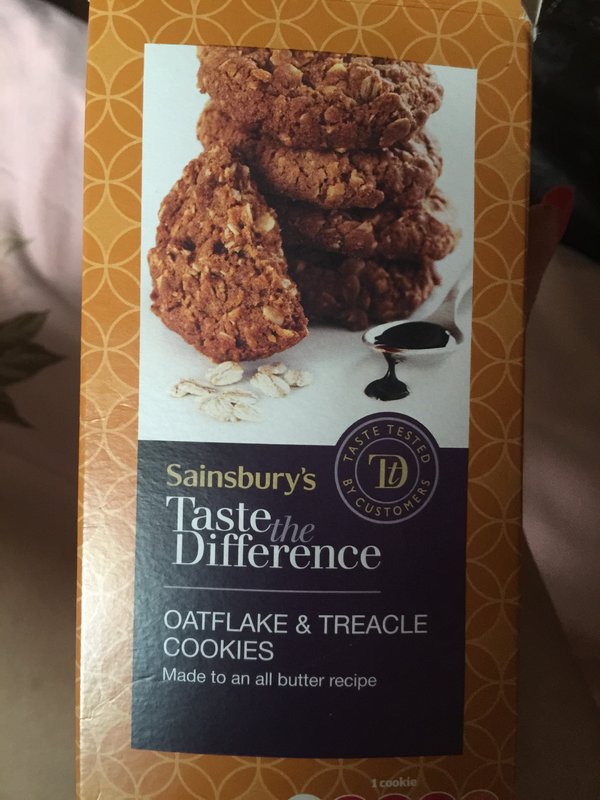 TASTE TESTED
Td
BY CUSTOMERS
Sainsbury's
Taste the
Difference
OATFLAKE & TREACLE
COOKIES
Made to an all butter recipe
1 cookie